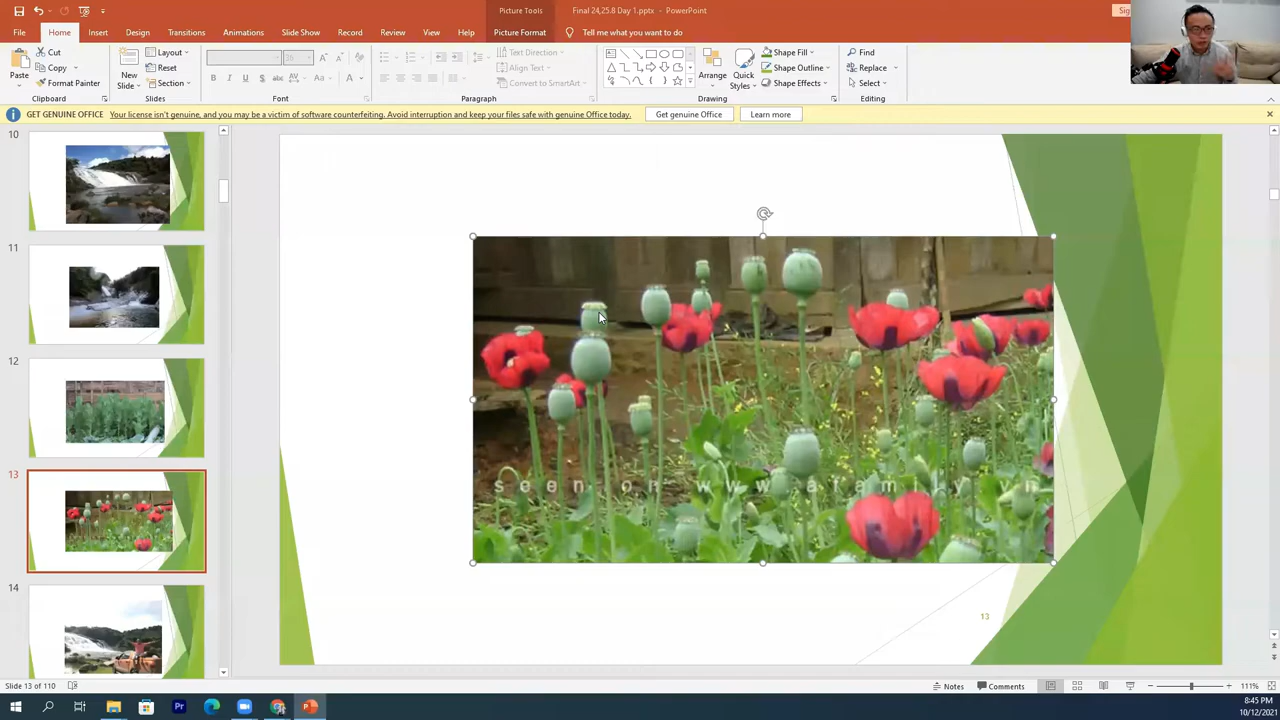 Picture Tools
Final 24,25.8 Day 1.pptx - PowerPoint
File Home Insert Design Transitions Animations Slide Show Record Review View Help Picture Format Tell me what you want to do
Paste
Cut
Copy
Format Painter
Clipboard
New Slide
Layout
Reset
Section
Slides
Font
Text Direction
Align Text
Convert to SmartArt
Paragraph
Arrange
Quick Styles
Shape Fill
Shape Outline
Shape Effects
Drawing
Find
Replace
Select
Editing
GET GENUINE OFFICE Your license isn't genuine, and you may be a victim of software counterfeiting. Avoid interruption and keep your files safe with genuine Office today. Get genuine Office Learn more
10
11
12
13
14
seen on www.afamily.vn
13
Slide 13 of 110
Notes
Comments
111%
8:45 PM
10/12/2021